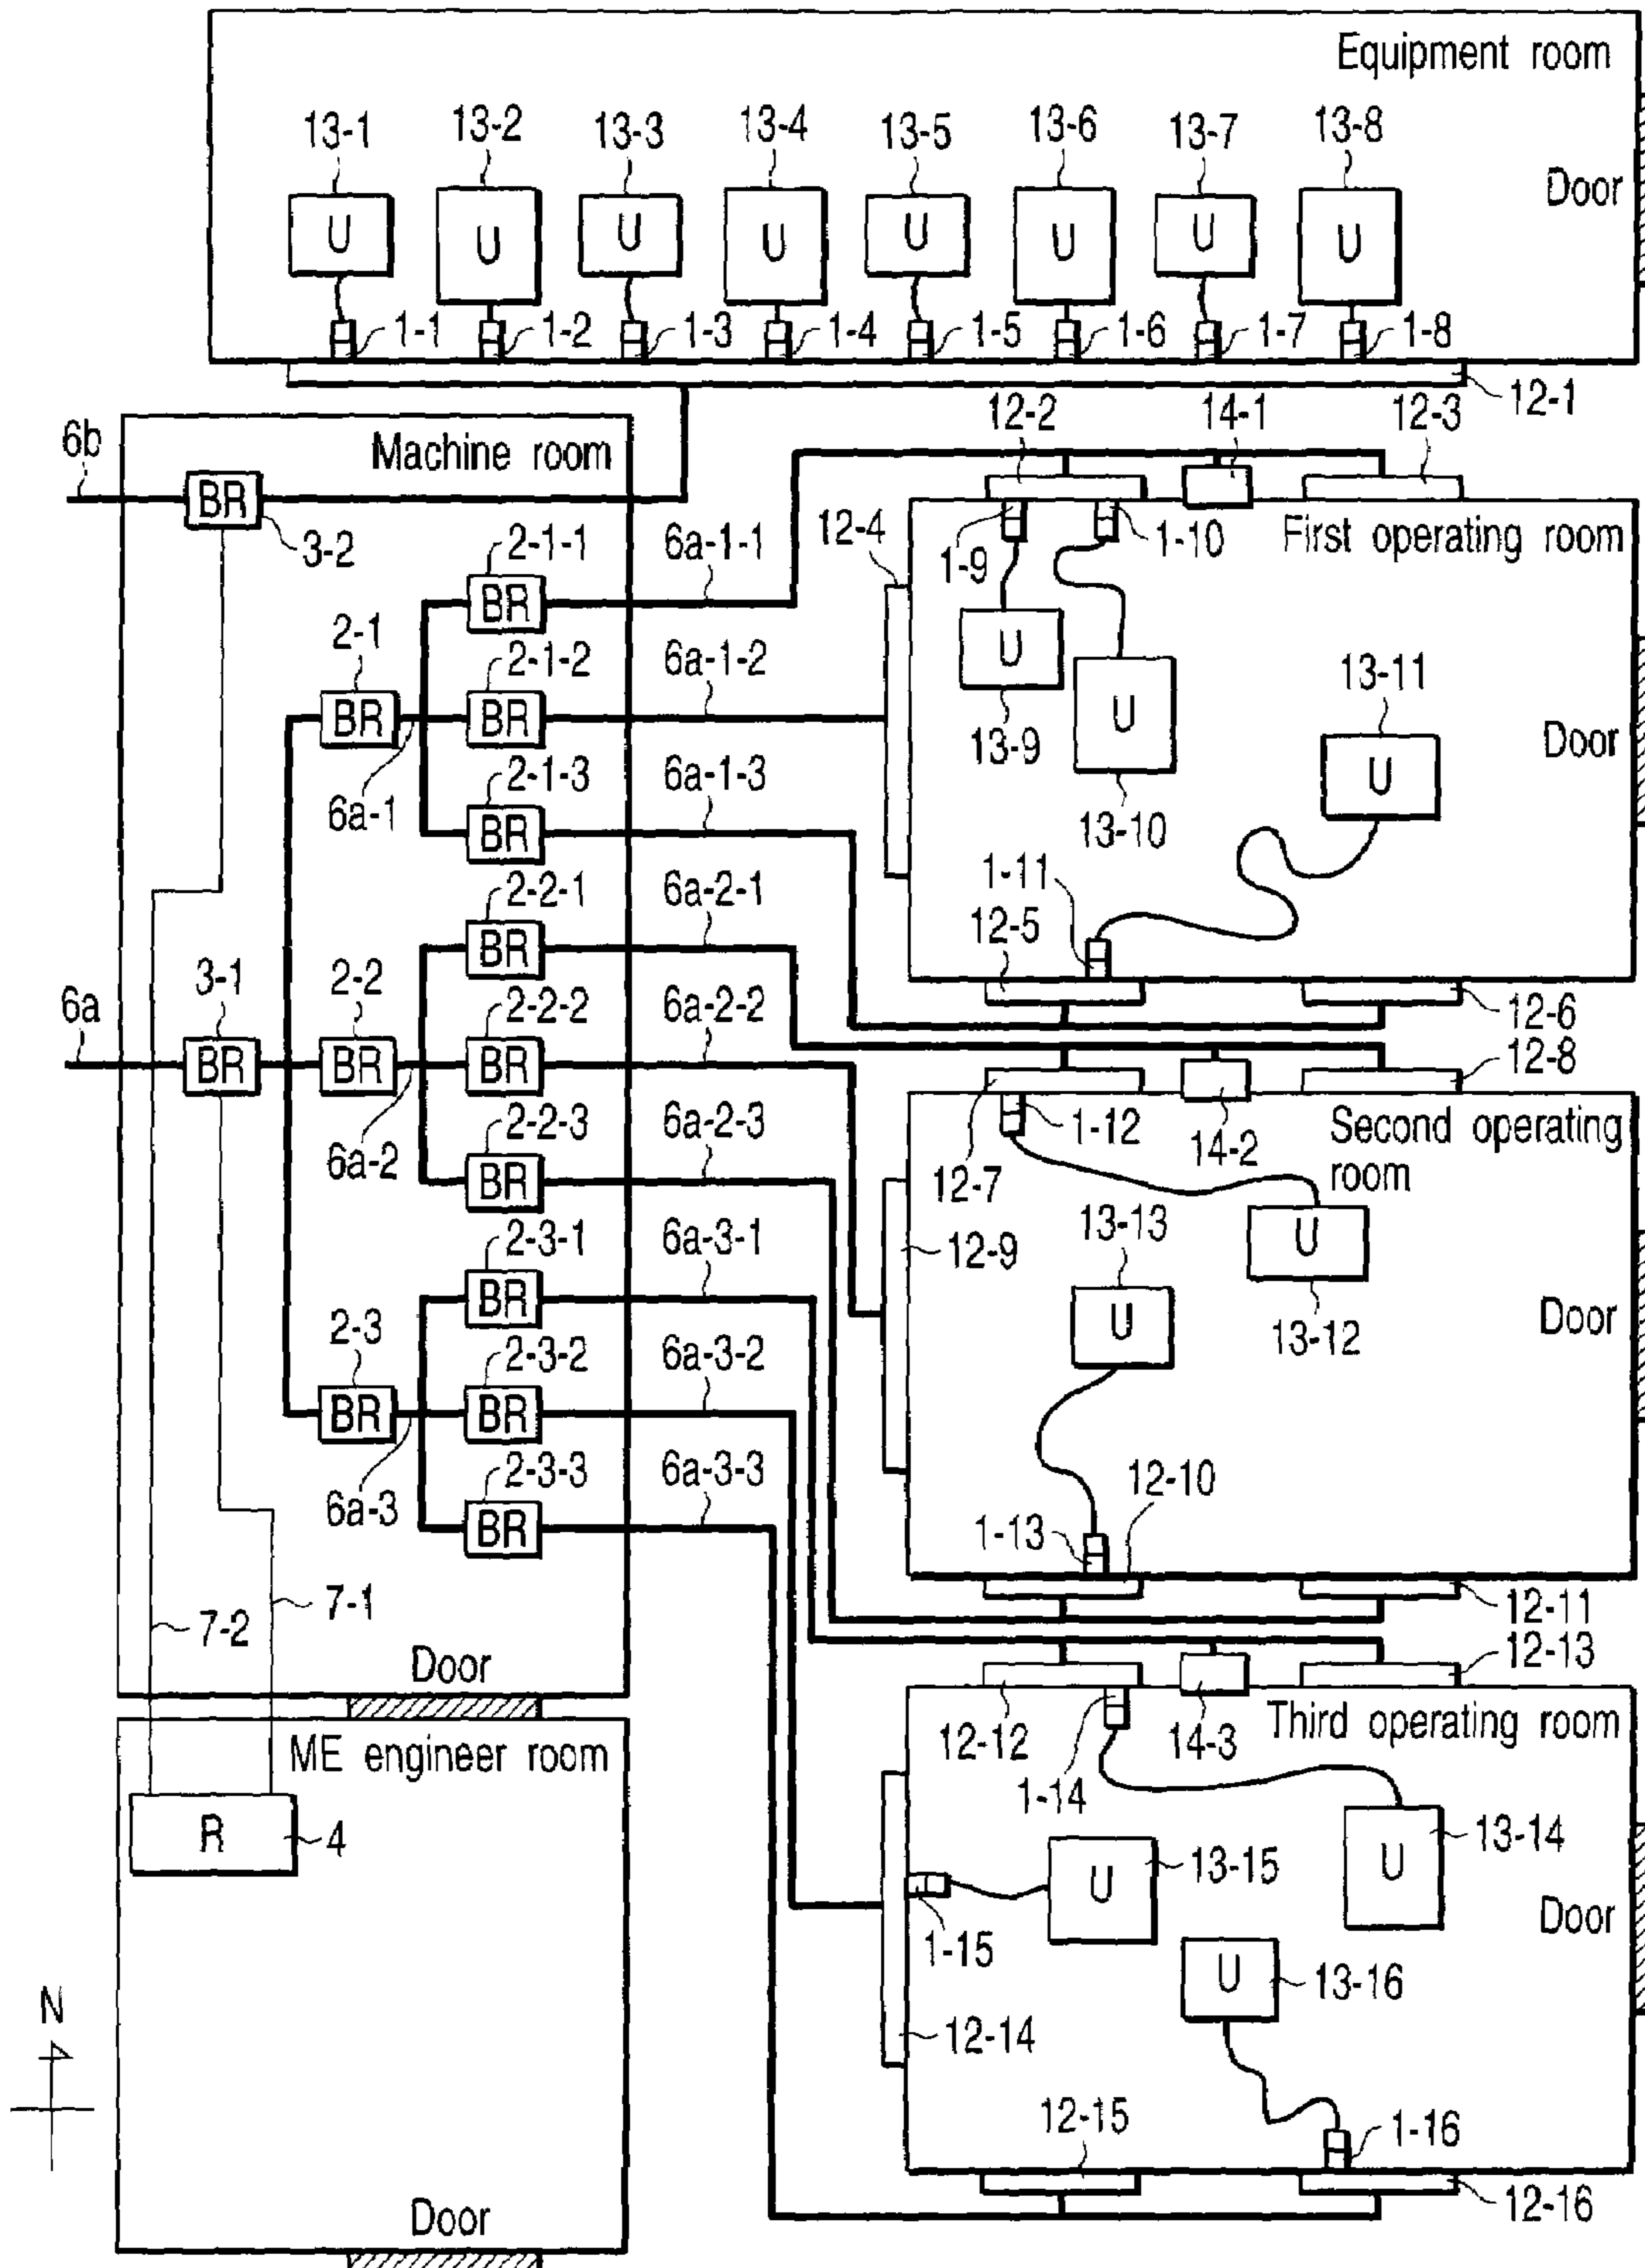 Equipment room
13-1 13-2 13-3 13-4 13-5 13-6 13-7 13-8
Door
U U U U U U U U
1-1 1-2 1-3 1-4 1-5 1-6 1-7 1-8
12-1
6b
Machine room
BR
3-2
12-2 14-1 12-3
2-1-1
6a-1-1
12-4
1-9
1-10
First operating room
BR
2-1
2-1-2
6a-1-2
U
13-11
BR
BR
U
13-9
Door
6a-1
2-1-3
6a-1-3
U
13-10
BR
2-2-1
6a-2-1
1-11
12-5
BR
6a
3-1
2-2
2-2-2
6a-2-2
12-6
BR
BR
BR
12-8
6a-2
2-2-3
6a-2-3
1-12
14-2
Second operating
room
12-7
BR
2-3-1
6a-3-1
12-9
13-13
U
BR
2-3
2-3-2
6a-3-2
U
13-12
Door
BR
BR
6a-3
2-3-3
6a-3-3
12-10
1-13
BR
7-2
7-1
12-11
Door
12-13
ME engineer room
12-12
14-3
Third operating room
1-14
R
4
13-14
U
13-15
U
Door
1-15
U
13-16
N
12-14
12-15
1-16
12-16
Door